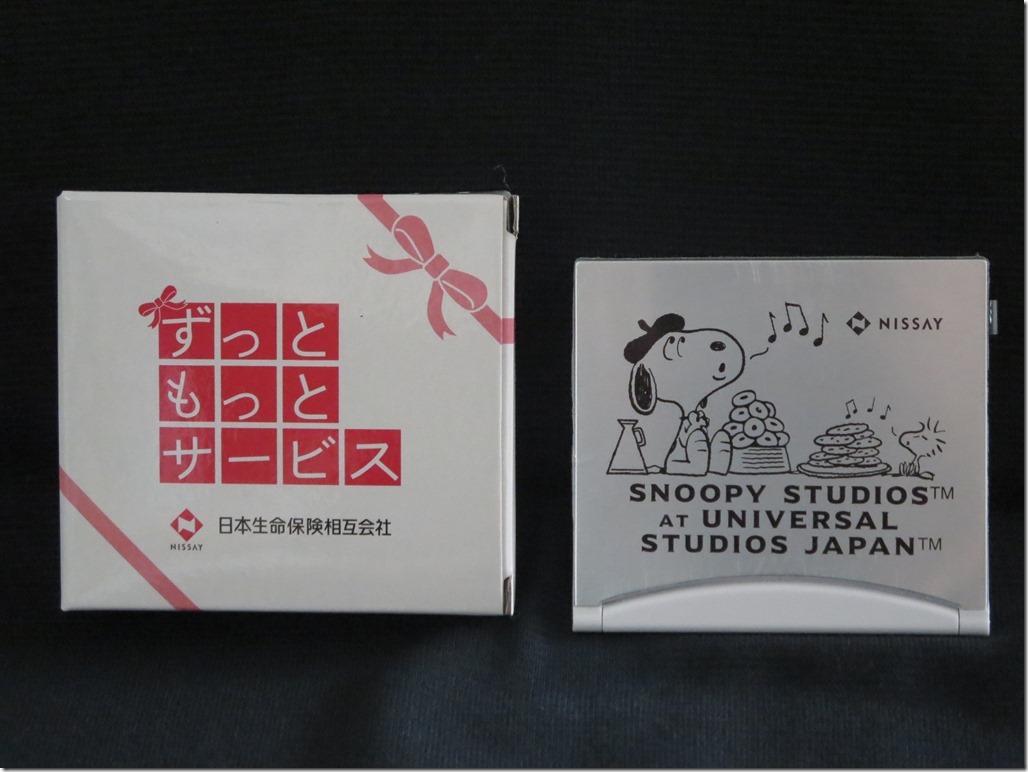 ずっと
もっと
サービス
NISSAY
日本生命保険相互会社
NISSAY
SNOOPY STUDIOS™
AT UNIVERSAL
STUDIOS JAPAN™